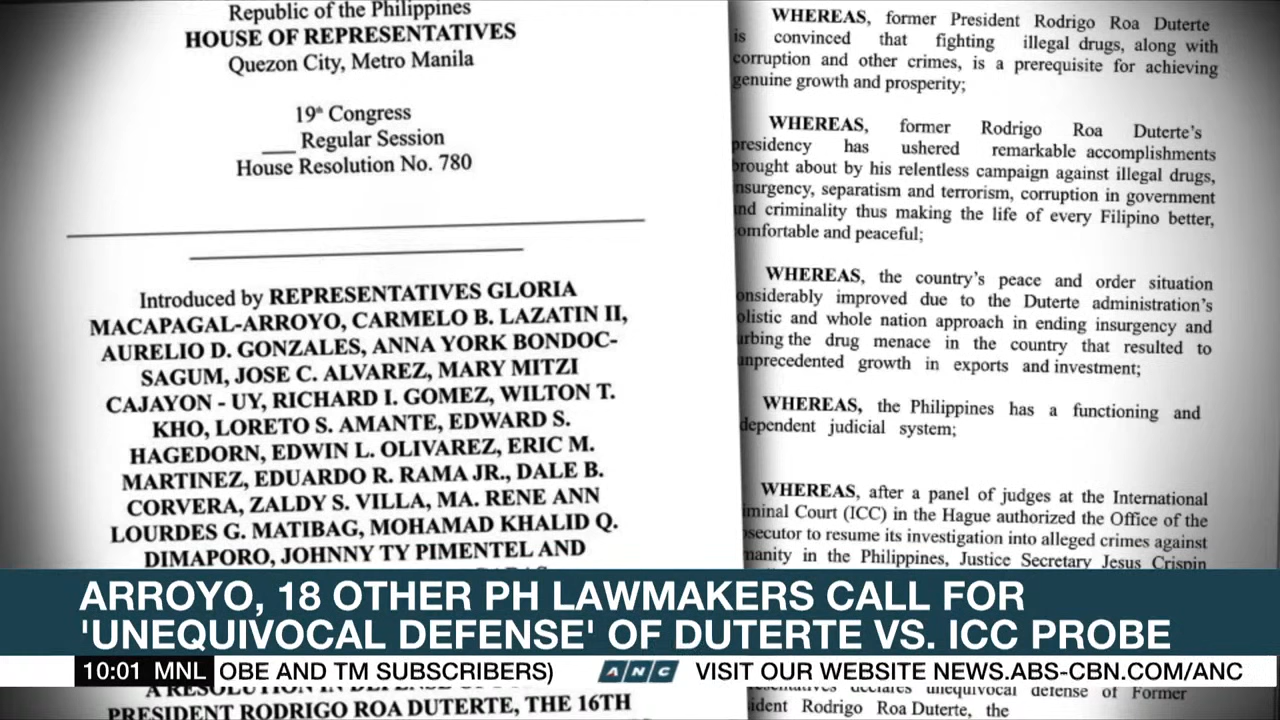 Republic of the Philippines
HOUSE OF REPRESENTATIVES
Quezon City, Metro Manila
19th Congress
___ Regular Session
House Resolution No. 780
Introduced by REPRESENTATIVES GLORIA
MACAPAGAL-ARROYO, CARMELO B. LAZATIN II,
AURELIO D. GONZALES, ANNA YORK BONDOC-
SAGUM, JOSE C. ALVAREZ, MARY MITZI
CAJAYON - UY, RICHARD I. GOMEZ, WILTON T.
KHO, LORETO S. AMANTE, EDWARD S.
HAGEDORN, EDWIN L. OLIVAREZ, ERIC M.
MARTINEZ, EDUARDO R. RAMA JR., DALE B.
CORVERA, ZALDY S. VILLA, MA. RENE ANN
LOURDES G. MATIBAG, MOHAMAD KHALID Q.
DIMAPORO, JOHNNY TY PIMENTEL AND
A RESOLUTION IN DEFENSE OF
PRESIDENT RODRIGO ROA DUTERTE, THE 16TH
WHEREAS, former President Rodrigo Roa Duterte
is convinced that fighting illegal drugs, along with
corruption and other crimes, is a prerequisite for achieving
genuine growth and prosperity;
WHEREAS, former Rodrigo Roa Duterte's
presidency has ushered remarkable accomplishments
brought about by his relentless campaign against illegal drugs,
nsurgency, separatism and terrorism, corruption in government
nd criminality thus making the life of every Filipino better,
omfortable and peaceful;
WHEREAS, the country's peace and order situation
onsiderably improved due to the Duterte administration's
olistic and whole nation approach in ending insurgency and
urbing the drug menace in the country that resulted to
unprecedented growth in exports and investment;
WHEREAS, the Philippines has a functioning and
dependent judicial system;
WHEREAS, after a panel of judges at the International
iminal Court (ICC) in the Hague authorized the Office of the
osecutor to resume its investigation into alleged crimes against
manity in the Philippines, Justice Secretary Jesus Crispin
esentatives declares unequivocal defense of Former
ident Rodrigo Roa Duterte, the
ARROYO, 18 OTHER PH LAWMAKERS CALL FOR
'UNEQUIVOCAL DEFENSE' OF DUTERTE VS. ICC PROBE
10:01 MNL OBE AND TM SUBSCRIBERS) ANC VISIT OUR WEBSITE NEWS.ABS-CBN.COM/ANC